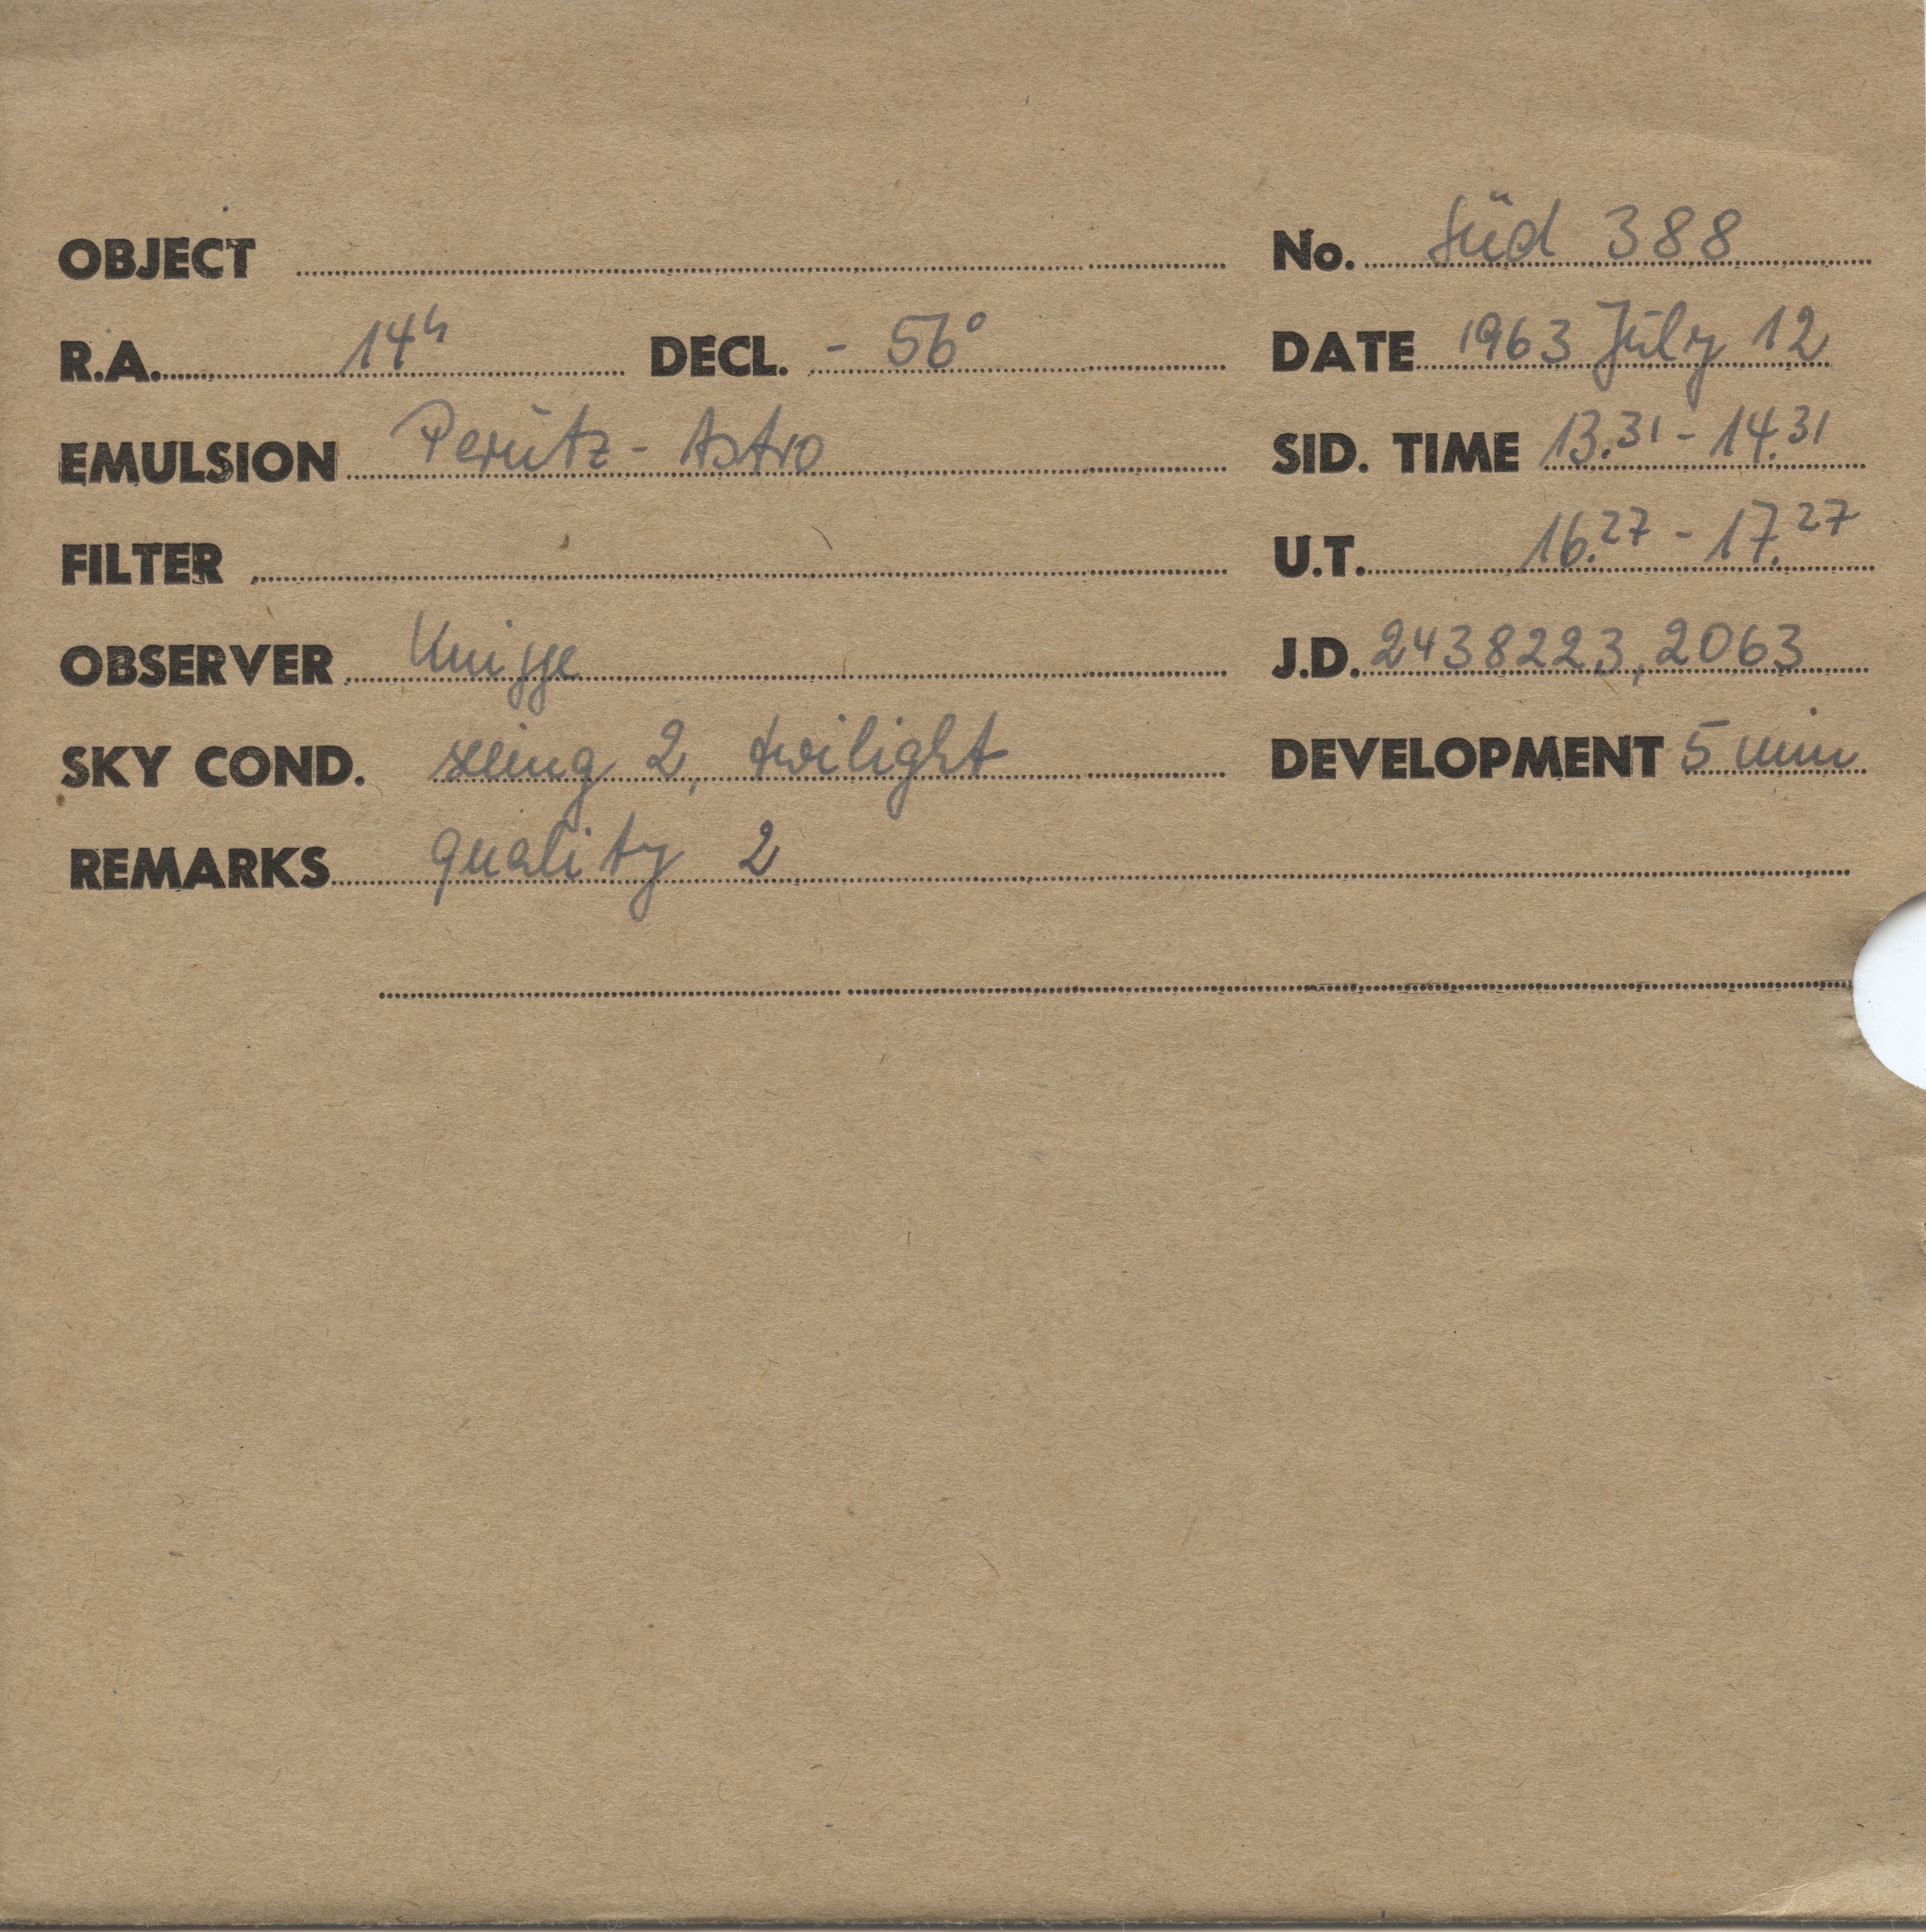 OBJECT No. Süd 388
R.A. 14h DECL. - 56° DATE 1963 July 12
EMULSION Perutz - Astro SID. TIME 13.31 - 14.31
FILTER U.T. 16.27 - 17.27
OBSERVER Knigge J.D. 2438223,2063
SKY COND. seeing 2, twilight DEVELOPMENT 5 min
REMARKS quality 2